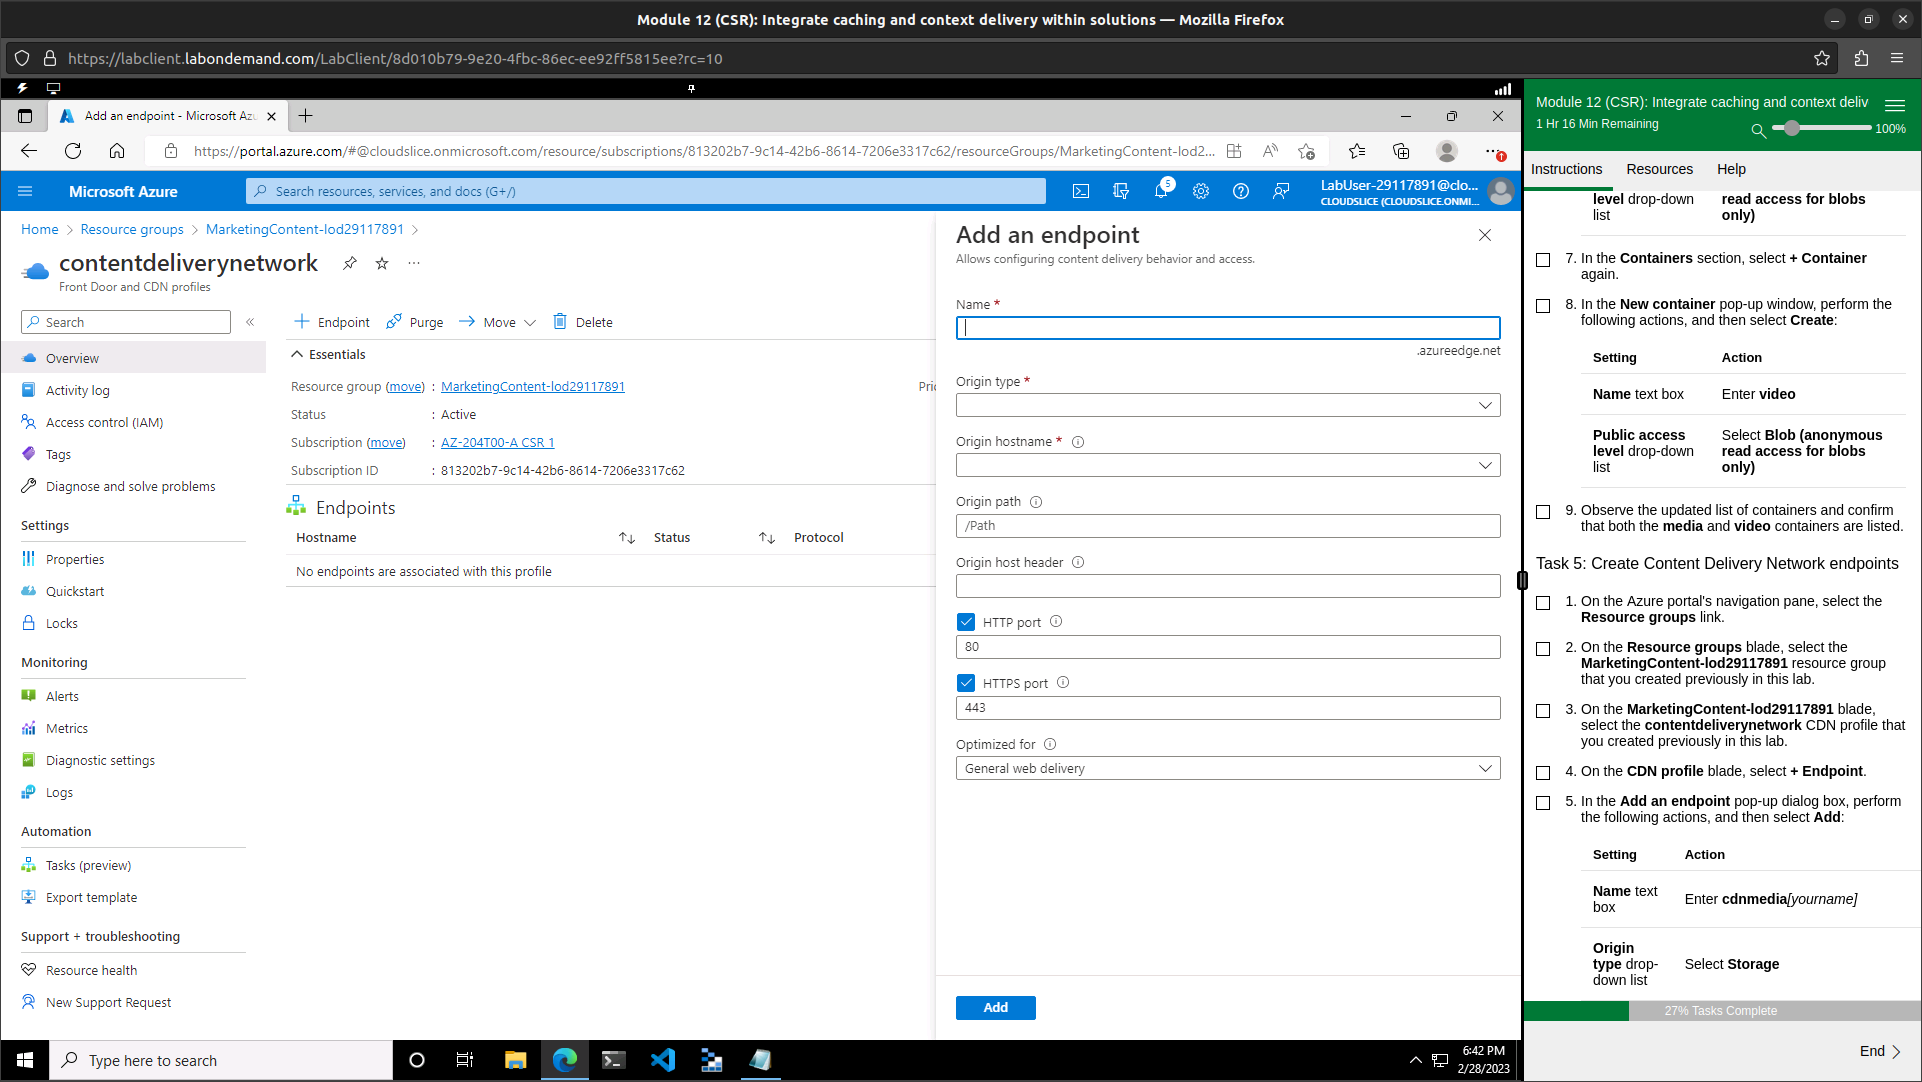 Module 12 (CSR): Integrate caching and context delivery within solutions — Mozilla Firefox
https://labclient.labondemand.com/LabClient/8d010b79-9e20-4fbc-86ec-ee92ff5815ee?rc=10
Add an endpoint - Microsoft Azu
https://portal.azure.com/#@cloudslice.onmicrosoft.com/resource/subscriptions/813202b7-9c14-42b6-8614-7206e3317c62/resourceGroups/MarketingContent-lod2...
Microsoft Azure
Search resources, services, and docs (G+/)
5
LabUser-29117891@clo...
CLOUDSLICE (CLOUDSLICE.ONMI...
Home
Resource groups
MarketingContent-lod29117891
contentdeliverynetwork
Front Door and CDN profiles
Search
Overview
Activity log
Access control (IAM)
Tags
Diagnose and solve problems
Settings
Properties
Quickstart
Locks
Monitoring
Alerts
Metrics
Diagnostic settings
Logs
Automation
Tasks (preview)
Export template
Support + troubleshooting
Resource health
New Support Request
Endpoint
Purge
Move
Delete
Essentials
Resource group (move) : MarketingContent-lod29117891
Pric
Status : Active
Subscription (move) : AZ-204T00-A CSR 1
Subscription ID : 813202b7-9c14-42b6-8614-7206e3317c62
Endpoints
Hostname Status Protocol
No endpoints are associated with this profile
Add an endpoint
Allows configuring content delivery behavior and access.
Name *
.azureedge.net
Origin type *
Origin hostname *
Origin path
/Path
Origin host header
HTTP port
80
HTTPS port
443
Optimized for
General web delivery
Add
Type here to search
6:42 PM
2/28/2023
Module 12 (CSR): Integrate caching and context deliv
1 Hr 16 Min Remaining
100%
Instructions
Resources
Help
level drop-down list
read access for blobs only)
7. In the Containers section, select + Container
again.
8. In the New container pop-up window, perform the
following actions, and then select Create:
Setting Action
Name text box Enter video
Public access level drop-down list
Select Blob (anonymous read access for blobs only)
9. Observe the updated list of containers and confirm
that both the media and video containers are listed.
Task 5: Create Content Delivery Network endpoints
1. On the Azure portal's navigation pane, select the
Resource groups link.
2. On the Resource groups blade, select the
MarketingContent-lod29117891 resource group
that you created previously in this lab.
3. On the MarketingContent-lod29117891 blade,
select the contentdeliverynetwork CDN profile that
you created previously in this lab.
4. On the CDN profile blade, select + Endpoint.
5. In the Add an endpoint pop-up dialog box, perform
the following actions, and then select Add:
Setting Action
Name text box
Enter cdnmedia[yourname]
Origin type drop-down list
Select Storage
27% Tasks Complete
End